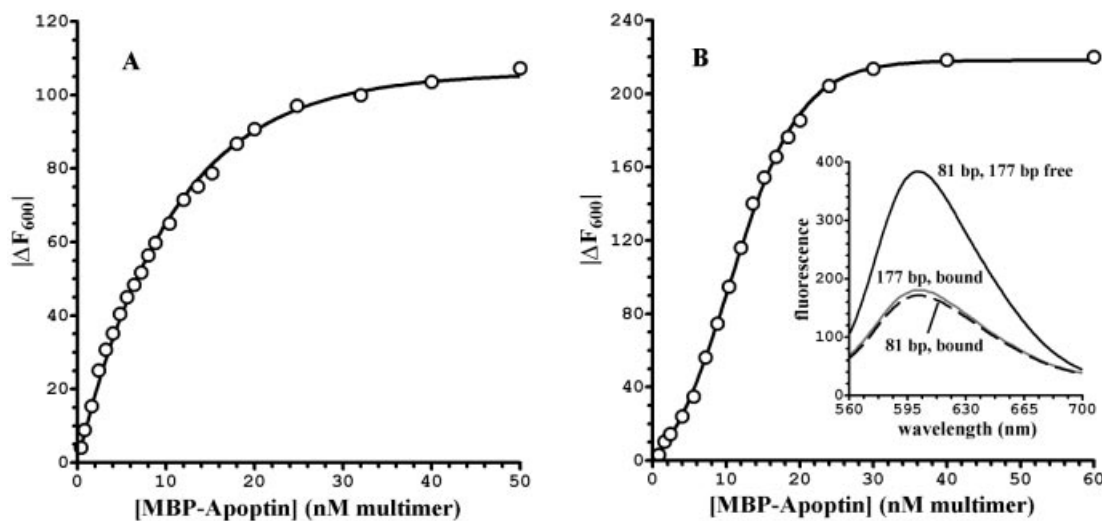 A
|ΔF600|
120
100
80
60
40
20
0
0 10 20 30 40 50
[MBP-Apoptin] (nM multimer)
B
|ΔF600|
240
200
160
120
80
40
0
0 10 20 30 40 50 60
[MBP-Apoptin] (nM multimer)
fluorescence
400
300
200
100
0
560 595 630 665 700
wavelength (nm)
81 bp, 177 bp free
177 bp, bound
81 bp, bound